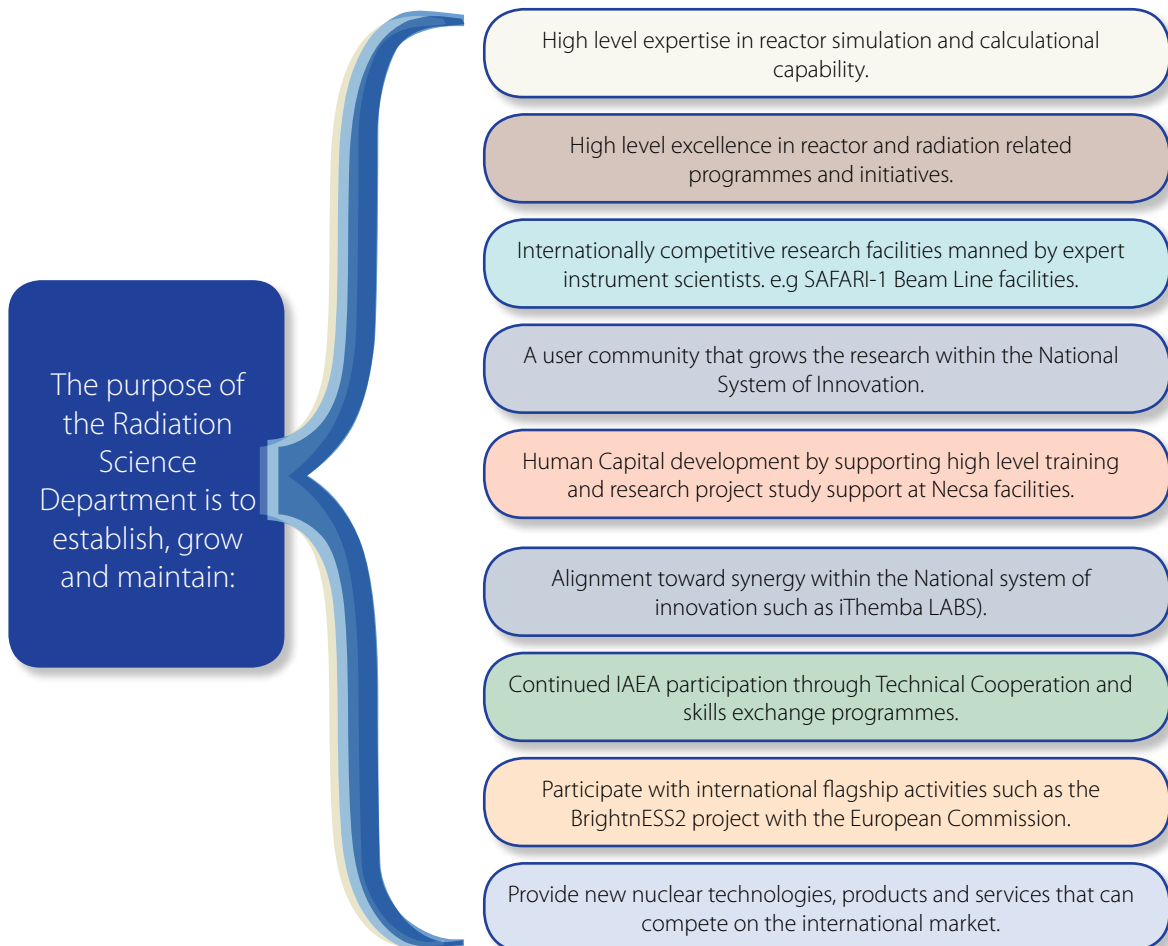 The purpose of
the Radiation
Science
Department is to
establish, grow
and maintain:
High level expertise in reactor simulation and calculational
capability.
High level excellence in reactor and radiation related
programmes and initiatives.
Internationally competitive research facilities manned by expert
instrument scientists. e.g SAFARI-1 Beam Line facilities.
A user community that grows the research within the National
System of Innovation.
Human Capital development by supporting high level training
and research project study support at Necsa facilities.
Alignment toward synergy within the National system of
innovation such as iThemba LABS).
Continued IAEA participation through Technical Cooperation and
skills exchange programmes.
Participate with international flagship activities such as the
BrightnESS2 project with the European Commission.
Provide new nuclear technologies, products and services that can
compete on the international market.